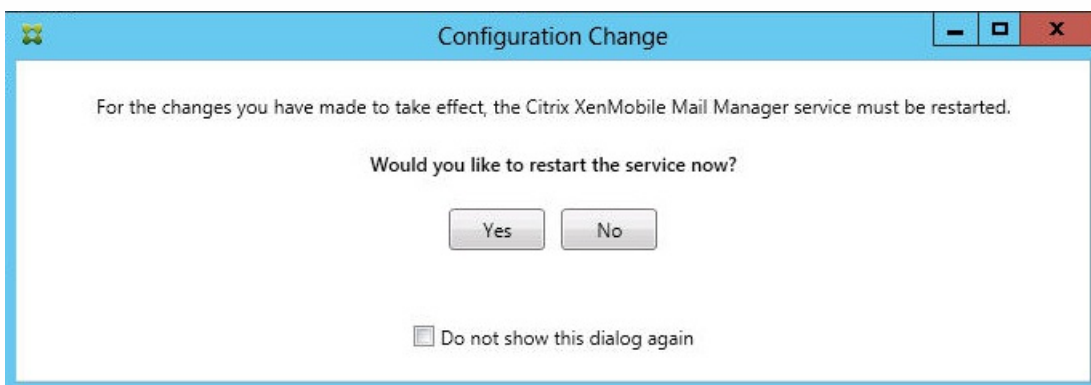 Configuration Change
For the changes you have made to take effect, the Citrix XenMobile Mail Manager service must be restarted.
Would you like to restart the service now?
Yes
No
Do not show this dialog again